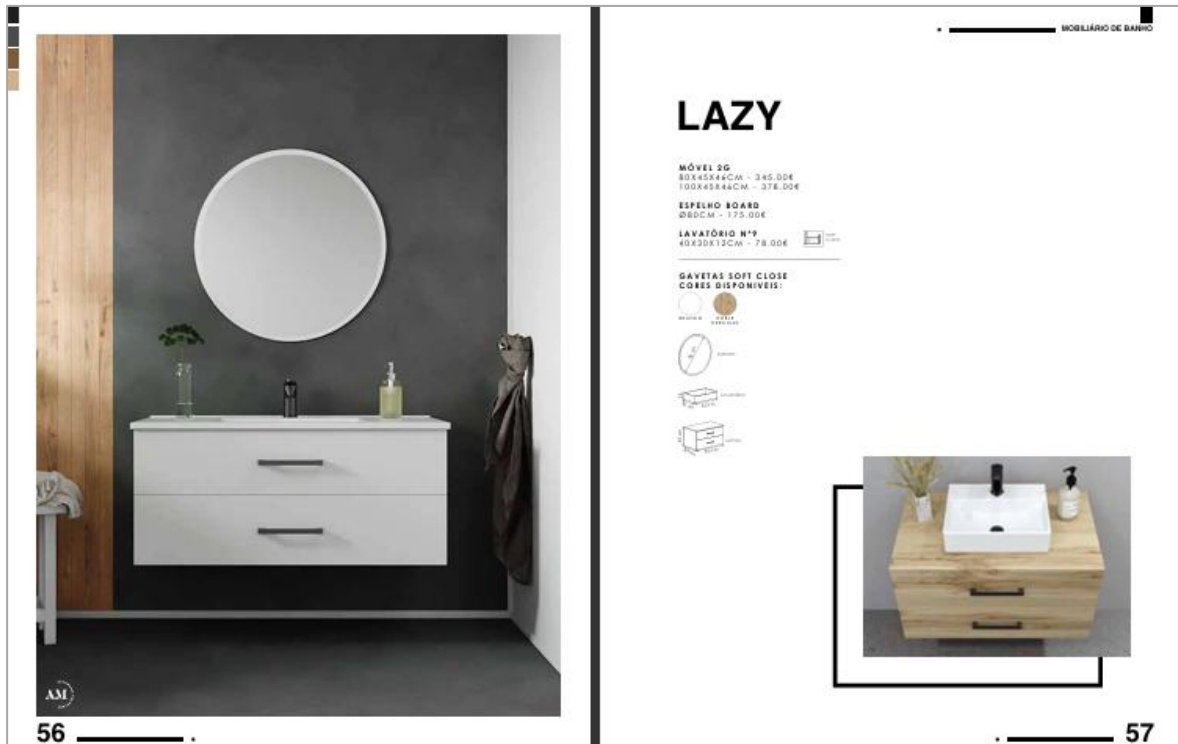 AM
56
MOBILIÁRIO DE BANHO
LAZY
MÓVEL 2G
80X45X46CM - 345.00€
100X45X46CM - 378.00€
ESPELHO BOARD
Ø80CM - 175.00€
LAVATÓRIO Nº9
40X30X12CM - 78.00€
GAVETAS SOFT CLOSE
CORES DISPONIVEIS:
57